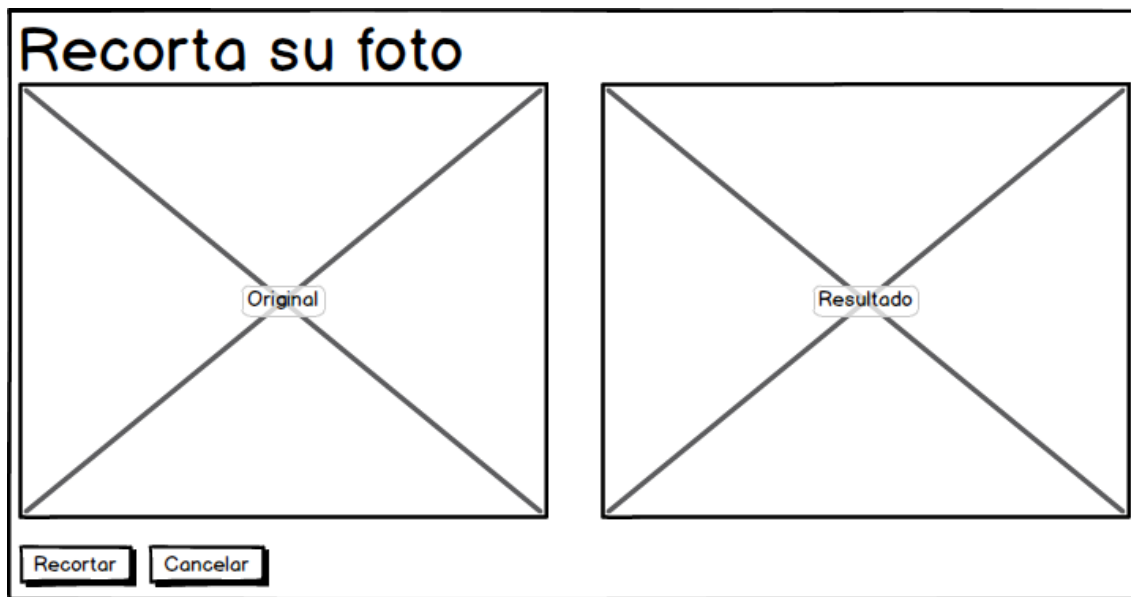 Recorta su foto
Original
Resultado
Recortar
Cancelar